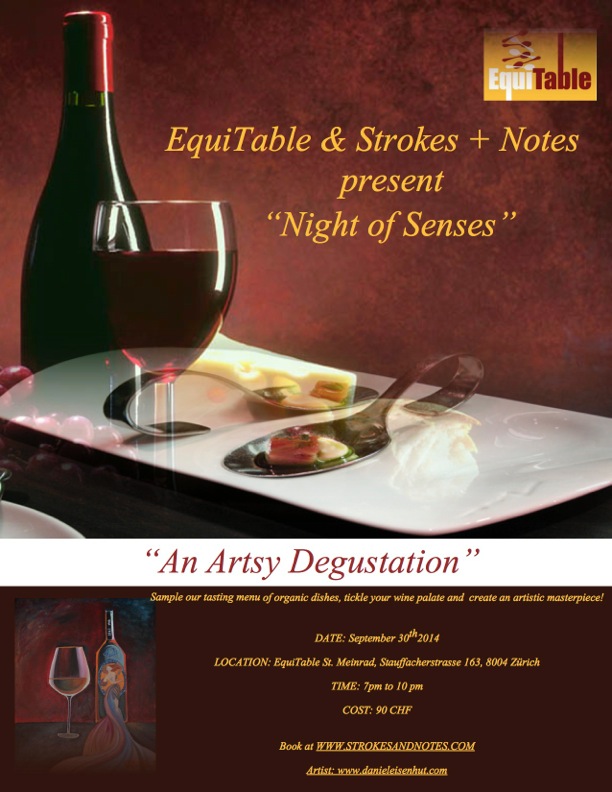 EquiTable
EquiTable & Strokes + Notes
present
“Night of Senses”
“An Artsy Degustation”
Sample our tasting menu of organic dishes, tickle your wine palate and create an artistic masterpiece!
DATE: September 30th2014
LOCATION: EquiTable St. Meinrad, Stauffacherstrasse 163, 8004 Zürich
TIME: 7pm to 10 pm
COST: 90 CHF
Book at WWW.STROKESANDNOTES.COM
Artist: www.danieleisenhut.com